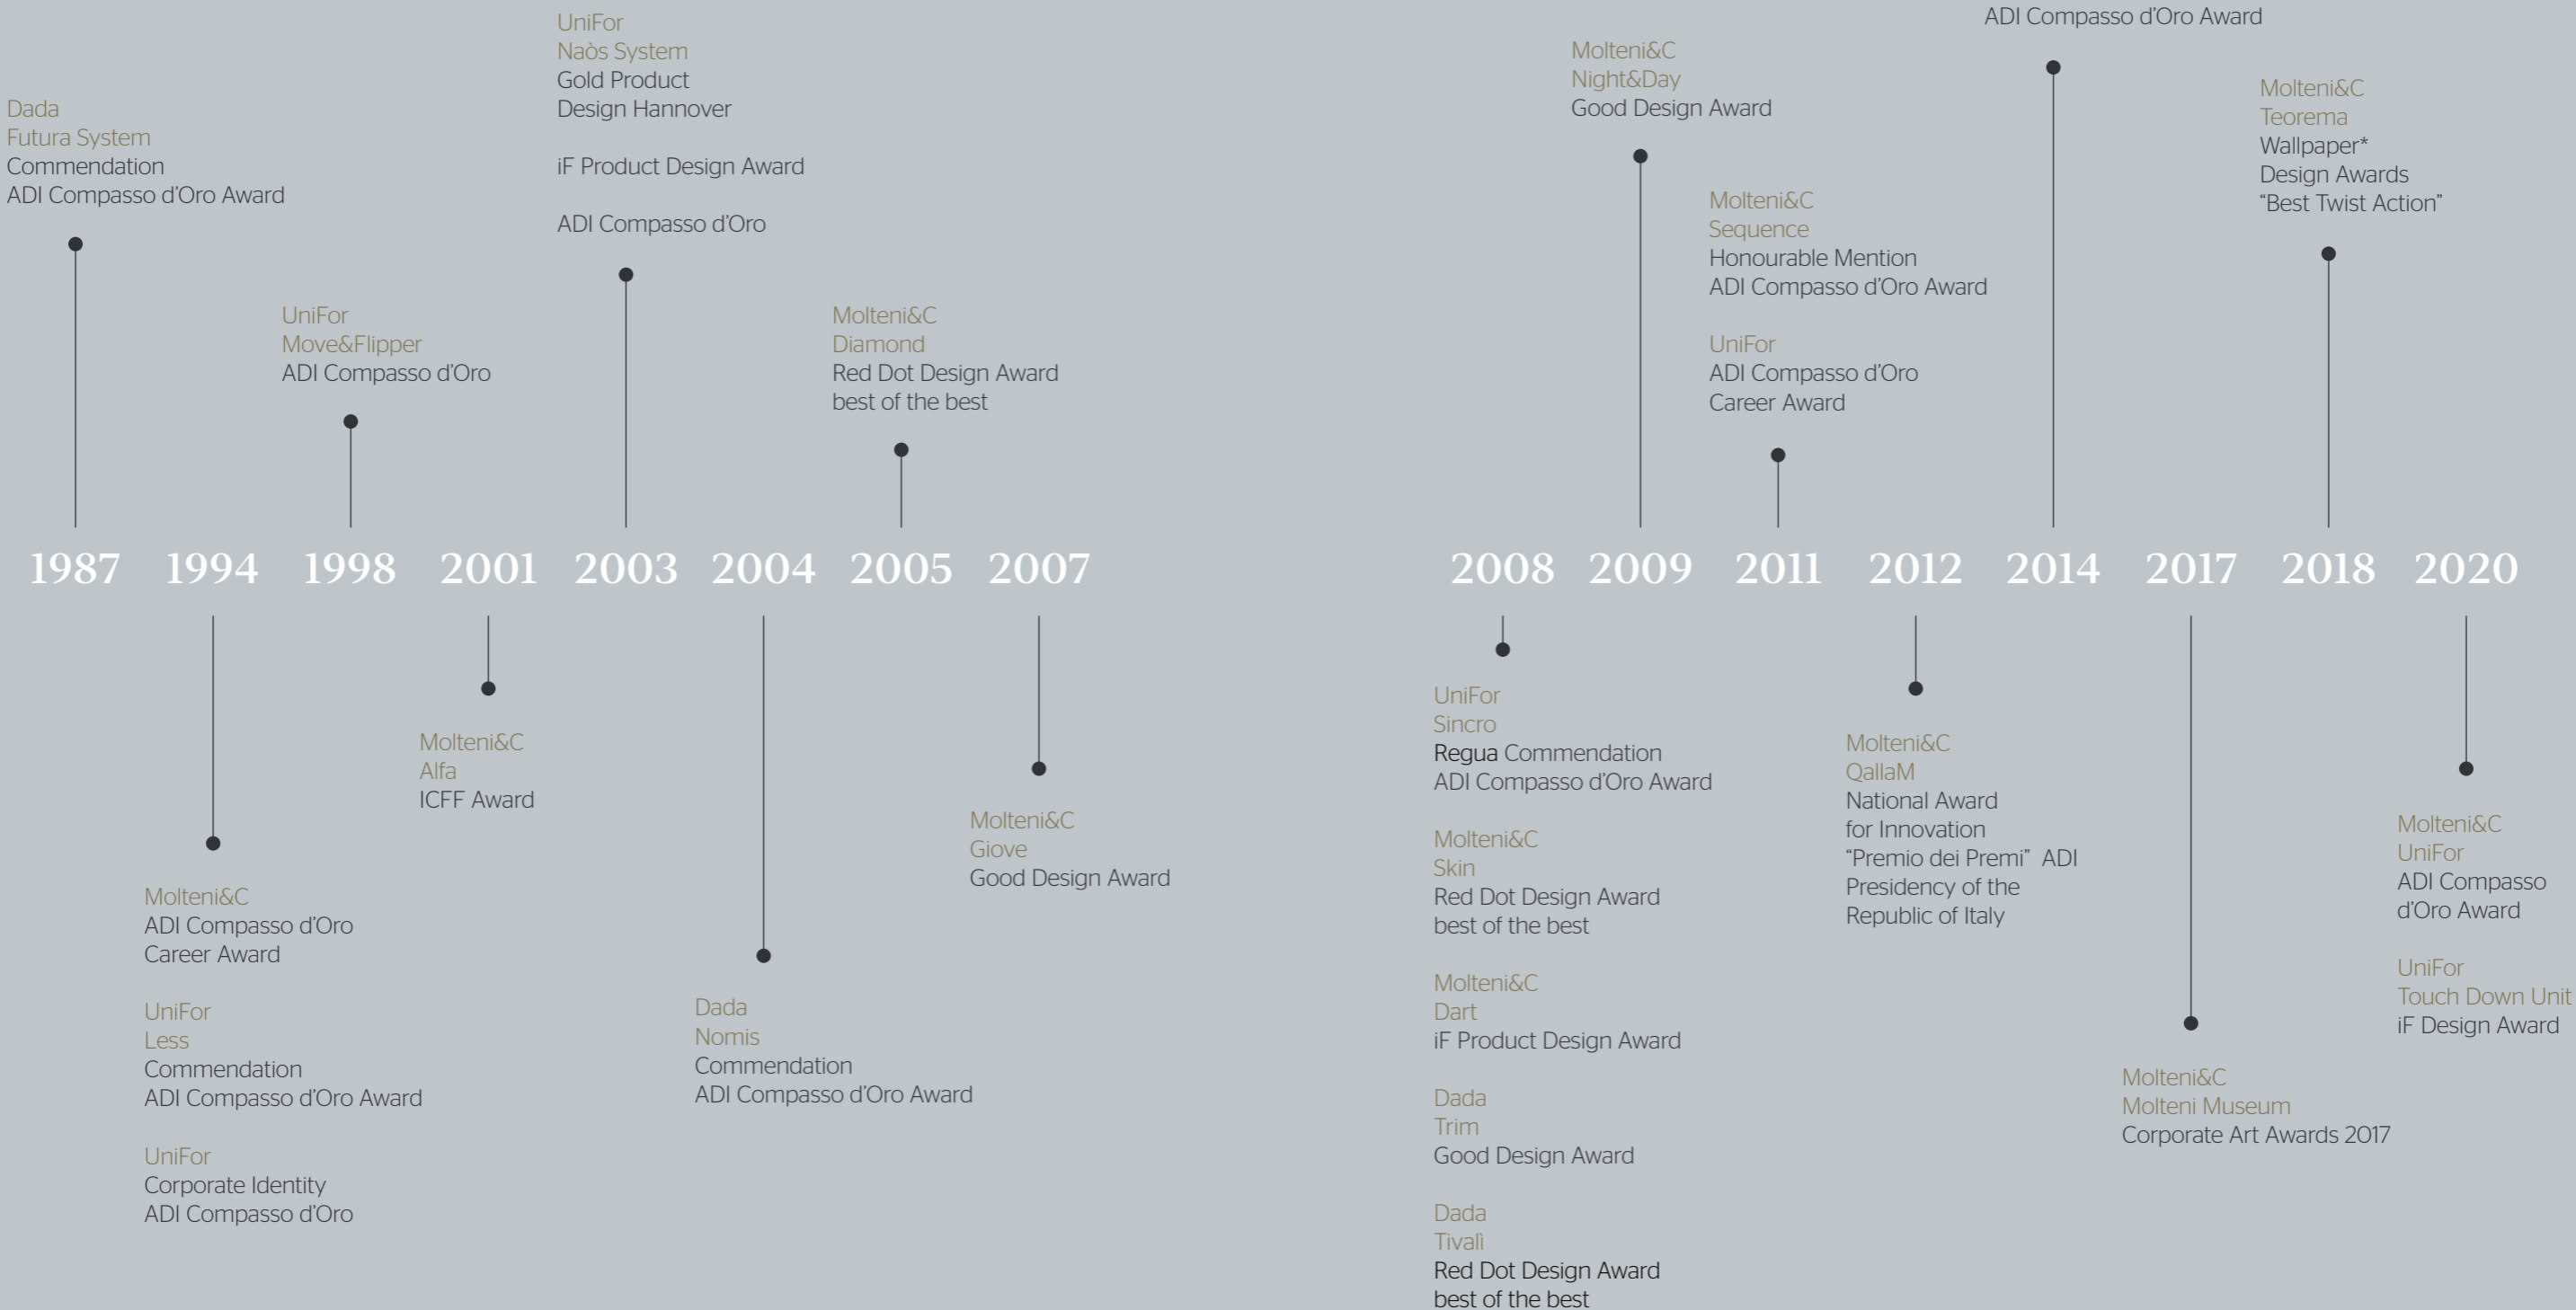 Dada
Futura System
Commendation
ADI Compasso d’Oro Award
UniFor
Move&Flipper
ADI Compasso d’Oro
UniFor
Naòs System
Gold Product
Design Hannover
iF Product Design Award
ADI Compasso d’Oro
Molteni&C
Diamond
Red Dot Design Award
best of the best
Molteni&C
Night&Day
Good Design Award
Molteni&C
Sequence
Honourable Mention
ADI Compasso d’Oro Award
UniFor
ADI Compasso d’Oro
Career Award
ADI Compasso d’Oro Award
Molteni&C
Teorema
Wallpaper*
Design Awards
“Best Twist Action”
1987 1994 1998 2001 2003 2004 2005 2007 2008 2009 2011 2012 2014 2017 2018 2020
Molteni&C
ADI Compasso d’Oro
Career Award
UniFor
Less
Commendation
ADI Compasso d’Oro Award
UniFor
Corporate Identity
ADI Compasso d’Oro
Molteni&C
Alfa
ICFF Award
Dada
Nomis
Commendation
ADI Compasso d’Oro Award
Molteni&C
Giove
Good Design Award
UniFor
Sincro
Regua Commendation
ADI Compasso d’Oro Award
Molteni&C
Skin
Red Dot Design Award
best of the best
Molteni&C
Dart
iF Product Design Award
Dada
Trim
Good Design Award
Dada
Tivalì
Red Dot Design Award
best of the best
Molteni&C
QallaM
National Award
for Innovation
“Premio dei Premi” ADI
Presidency of the
Republic of Italy
Molteni&C
Molteni Museum
Corporate Art Awards 2017
Molteni&C
UniFor
ADI Compasso
d’Oro Award
UniFor
Touch Down Unit
iF Design Award